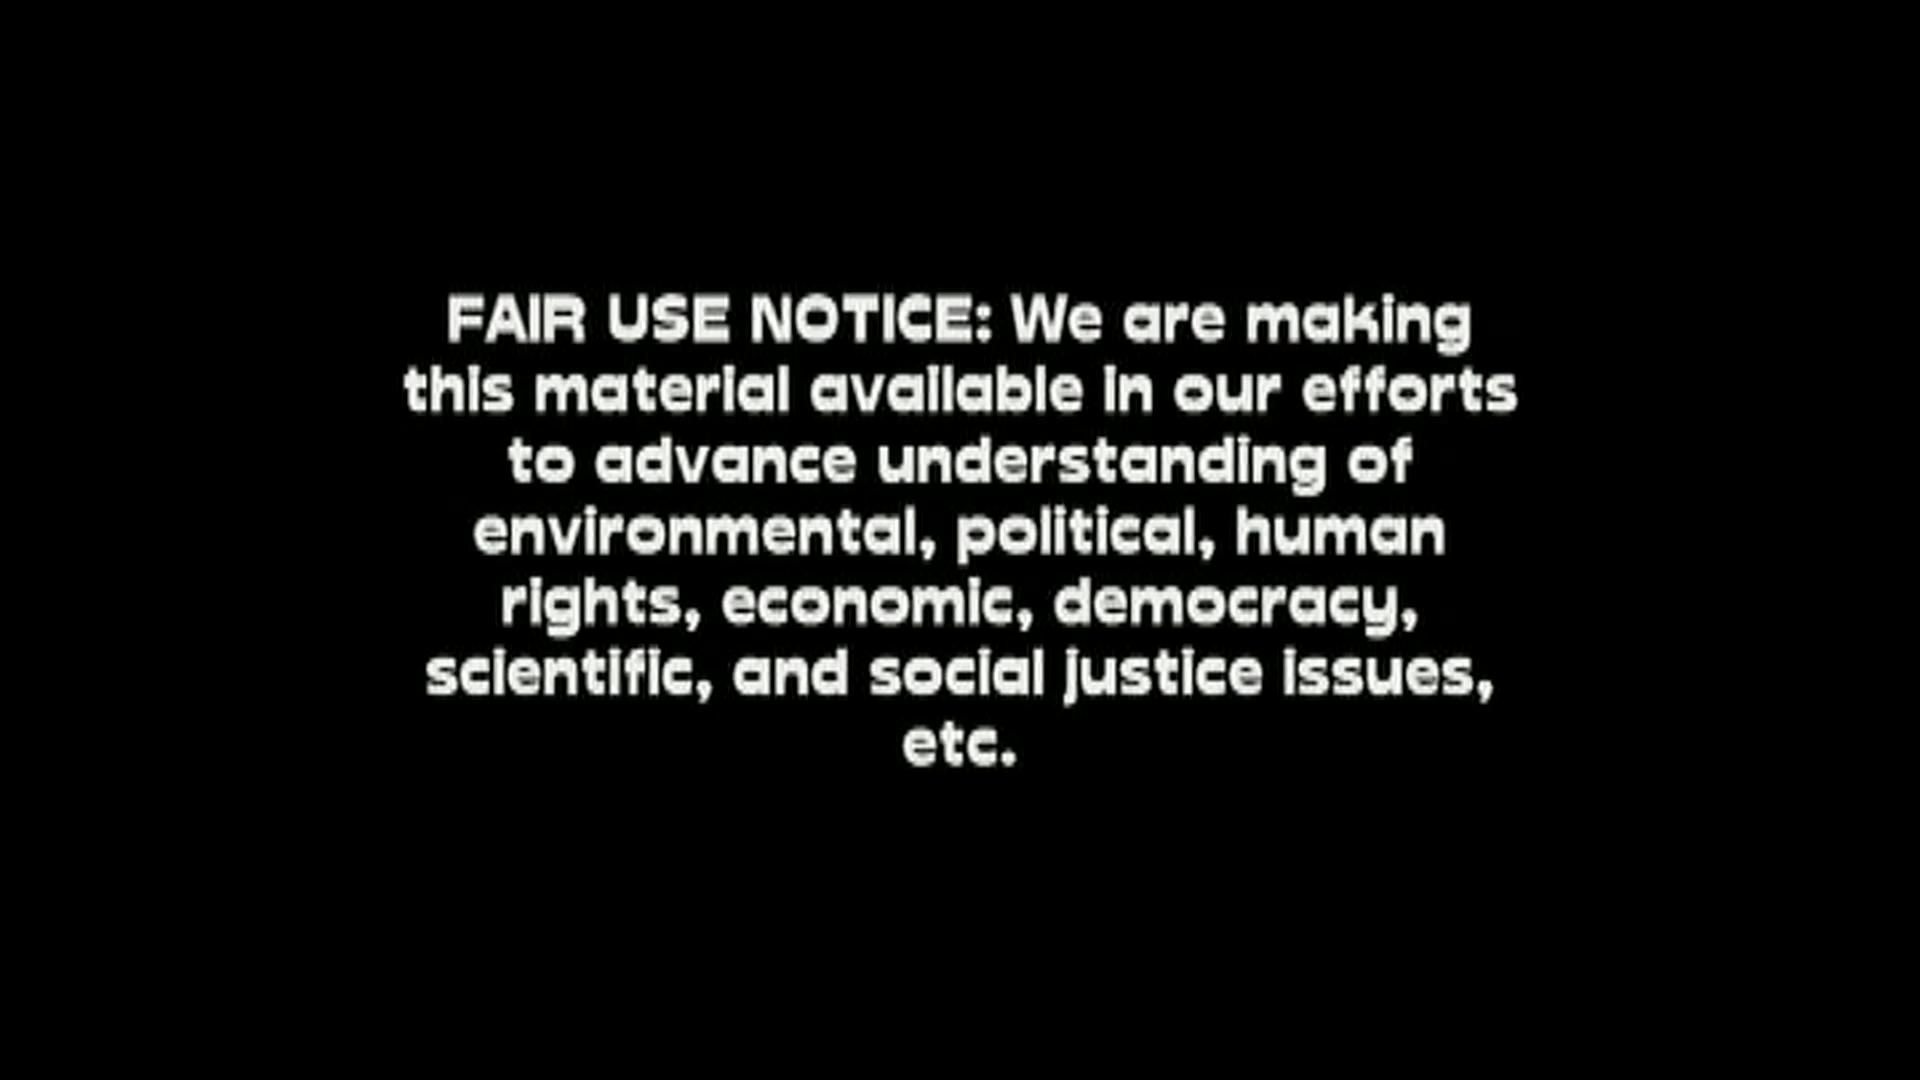 FAIR USE NOTICE: We are making
this material available in our efforts
to advance understanding of
environmental, political, human
rights, economic, democracy,
scientific, and social justice issues,
etc.